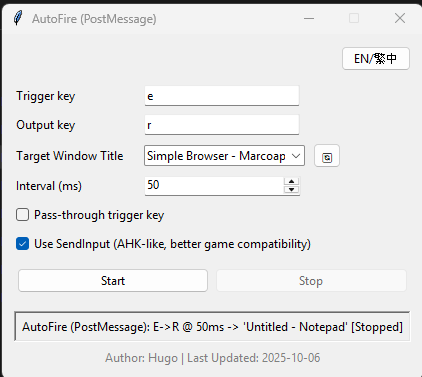 AutoFire (PostMessage)
EN/繁中
Trigger key
e
Output key
r
Target Window Title
Simple Browser - Marcoap
Interval (ms)
50
Pass-through trigger key
Use SendInput (AHK-like, better game compatibility)
Start
Stop
AutoFire (PostMessage): E->R @ 50ms -> 'Untitled - Notepad' [Stopped]
Author: Hugo | Last Updated: 2025-10-06